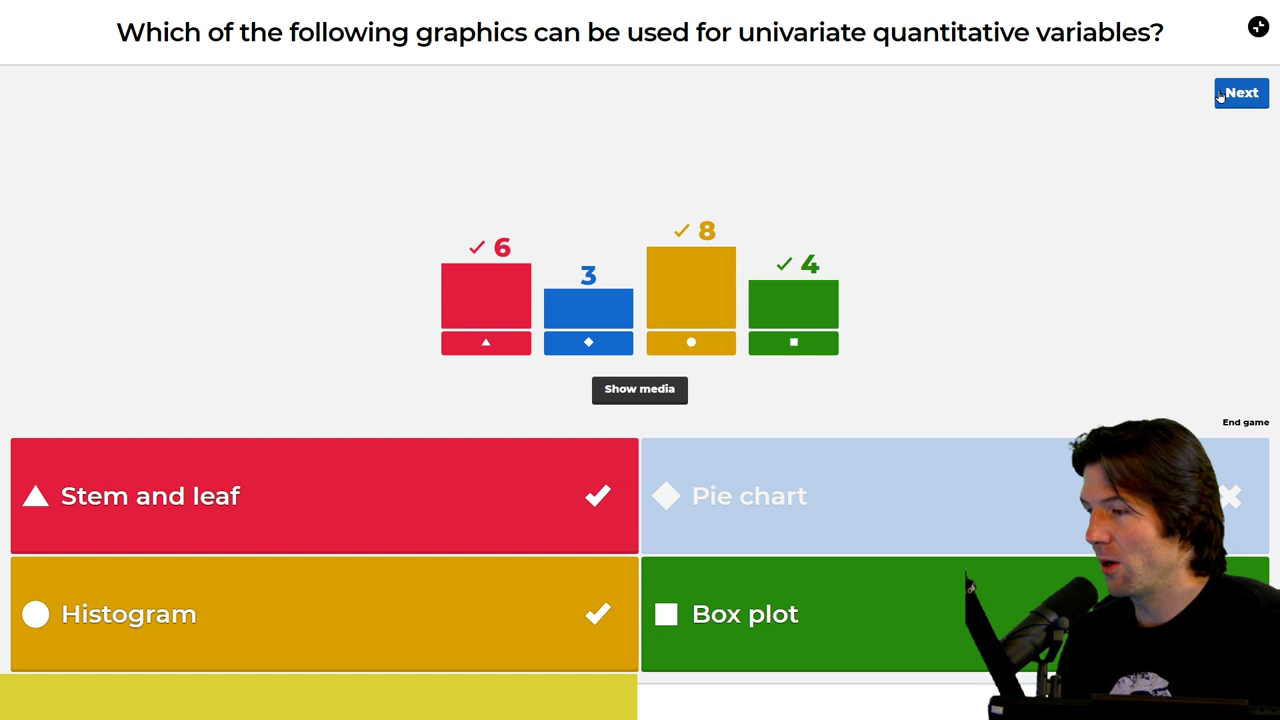 Which of the following graphics can be used for univariate quantitative variables?
Next
6
3
8
4
Show media
End game
Stem and leaf
Pie chart
Histogram
Box plot